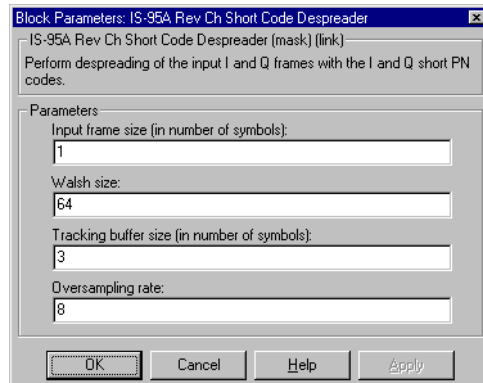 Block Parameters: IS-95A Rev Ch Short Code Despreader
IS-95A Rev Ch Short Code Despreader (mask) (link)
Perform despreading of the input I and Q frames with the I and Q short PN
codes.
Parameters
Input frame size (in number of symbols):
1
Walsh size:
64
Tracking buffer size (in number of symbols):
3
Oversampling rate:
8
OK Cancel Help Apply